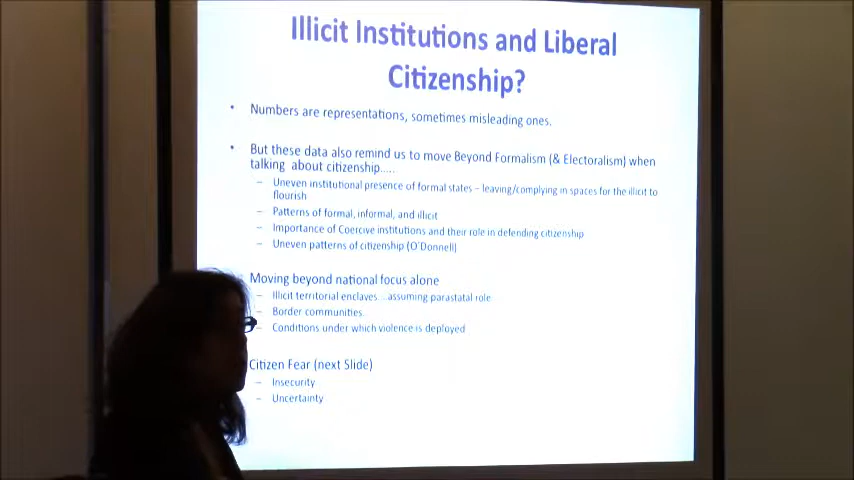 Illicit Institutions and Liberal
Citizenship?
• Numbers are representations, sometimes misleading ones.
• But these data also remind us to move Beyond Formalism (& Electoralism) when
talking about citizenship.....
– Uneven institutional presence of formal states – leaving/complying in spaces for the illicit to
flourish
– Patterns of formal, informal, and illicit
– Importance of Coercive institutions and their role in defending citizenship
– Uneven patterns of citizenship (O'Donnell)
Moving beyond national focus alone
– Illicit territorial enclaves...assuming parastatal role
– Border communities.
– Conditions under which violence is deployed
Citizen Fear (next Slide)
– Insecurity
– Uncertainty